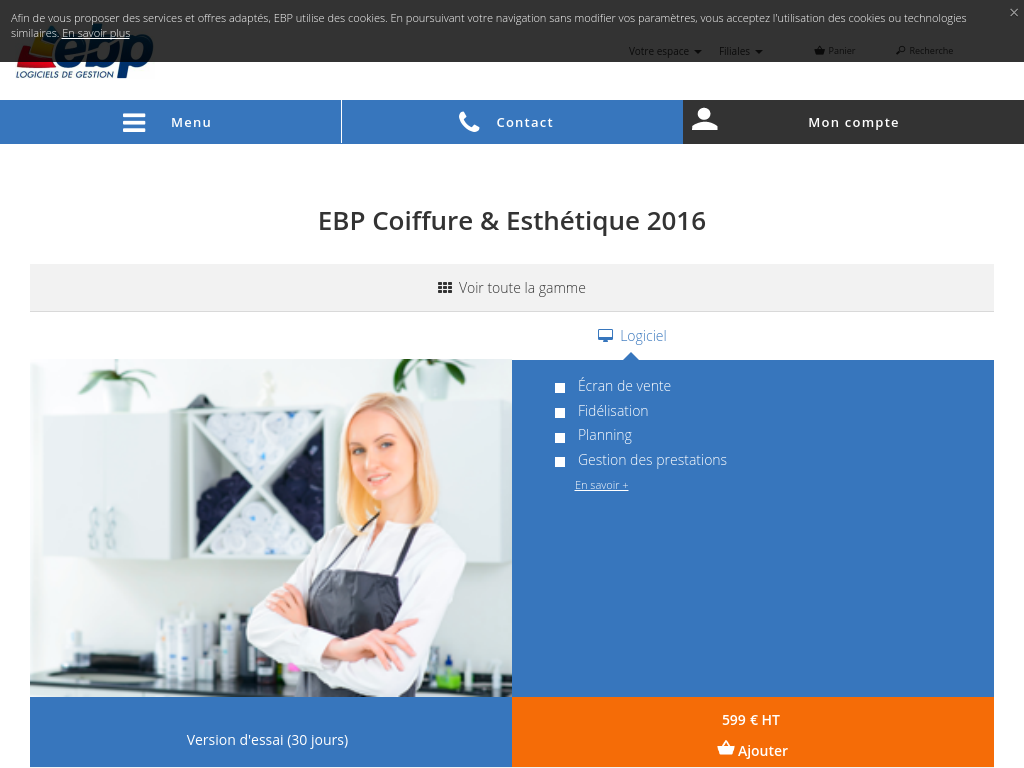 Afin de vous proposer des services et offres adaptés, EBP utilise des cookies. En poursuivant votre navigation sans modifier vos paramètres, vous acceptez l'utilisation des cookies ou technologies
similaires. En savoir plus
×
ebp
LOGICIELS DE GESTION
Votre espace
Filiales
Panier
Recherche
Menu
Contact
Mon compte
EBP Coiffure & Esthétique 2016
Voir toute la gamme
Logiciel
Écran de vente
Fidélisation
Planning
Gestion des prestations
En savoir +
Version d'essai (30 jours)
599 € HT
Ajouter